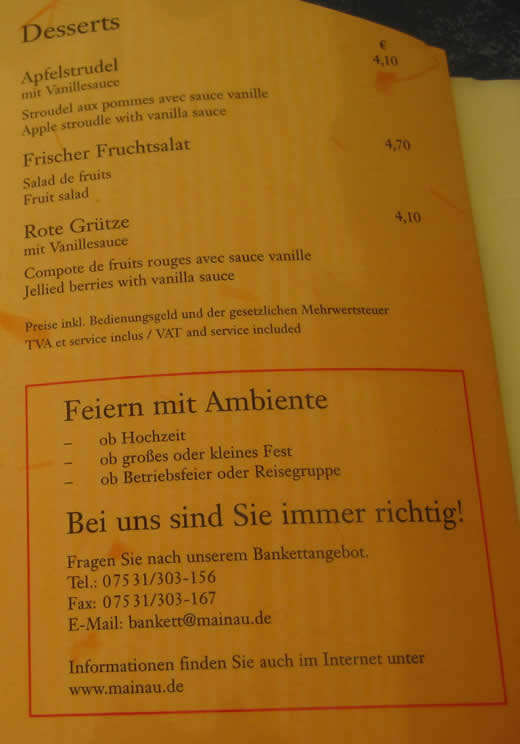 Desserts
€
Apfelstrudel 4,10
mit Vanillesauce
Stroudel aux pommes avec sauce vanille
Apple stroudle with vanilla sauce
Frischer Fruchtsalat 4,70
Salad de fruits
Fruit salad
Rote Grütze 4,10
mit Vanillesauce
Compote de fruits rouges avec sauce vanille
Jellied berries with vanilla sauce
Preise inkl. Bedienungsgeld und der gesetzlichen Mehrwertsteuer
TVA et service inclus / VAT and service included
Feiern mit Ambiente
– ob Hochzeit
– ob großes oder kleines Fest
– ob Betriebsfeier oder Reisegruppe
Bei uns sind Sie immer richtig!
Fragen Sie nach unserem Bankettangebot.
Tel.: 07531/303-156
Fax: 07531/303-167
E-Mail: bankett@mainau.de
Informationen finden Sie auch im Internet unter
www.mainau.de